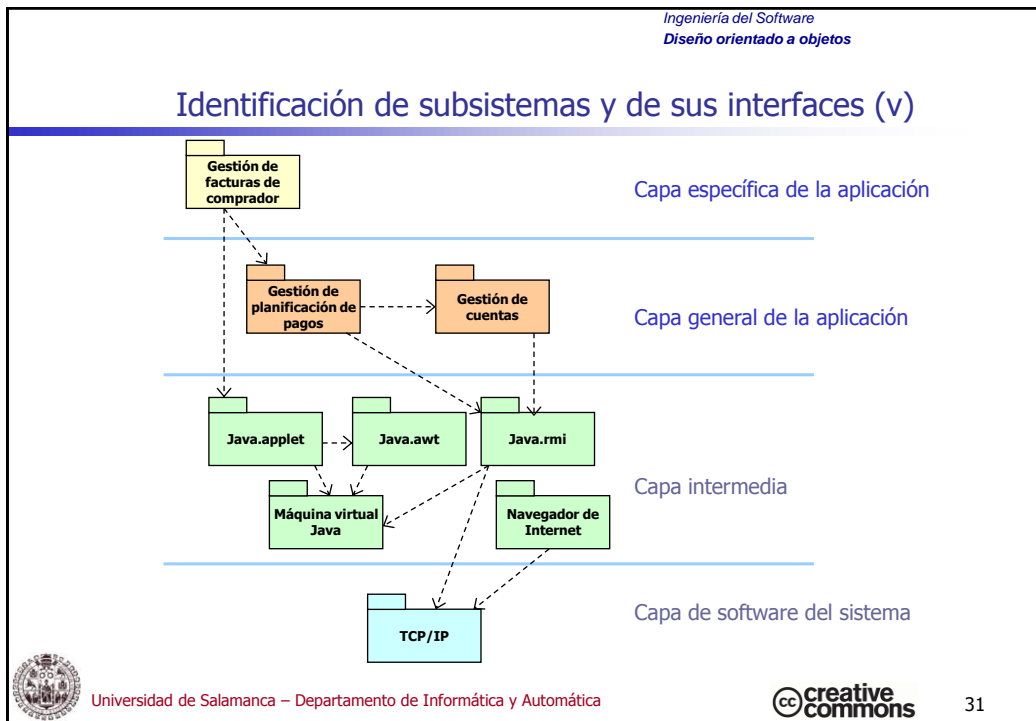 Ingeniería del Software
Diseño orientado a objetos
Identificación de subsistemas y de sus interfaces (v)
Gestión de
facturas de
comprador
Capa específica de la aplicación
Gestión de
planificación de
pagos
Gestión de
cuentas
Capa general de la aplicación
Java.applet
Java.awt
Java.rmi
Capa intermedia
Máquina virtual
Java
Navegador de
Internet
Capa de software del sistema
TCP/IP
Universidad de Salamanca – Departamento de Informática y Automática
cc creative
commons
31